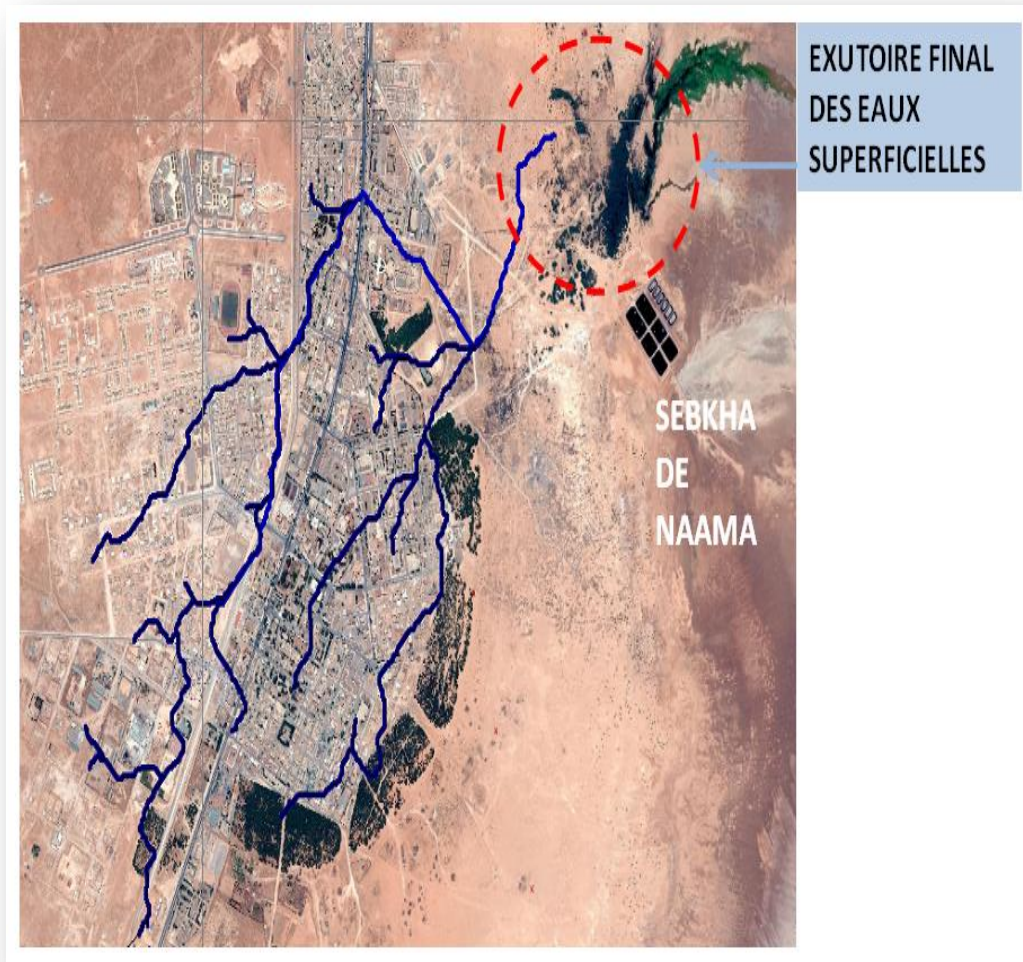 EXUTOIRE FINAL
DES EAUX
SUPERFICIELLES
SEBKHA
DE
NAAMA